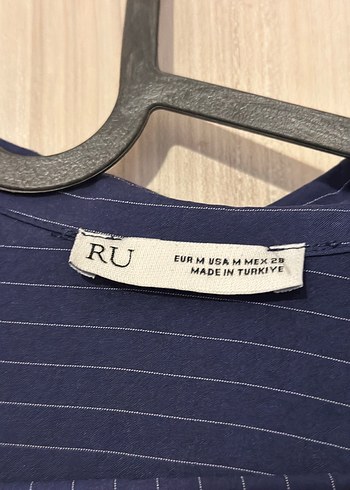 RU
EUR M USA M MEX 28
MADE IN TURKIYE